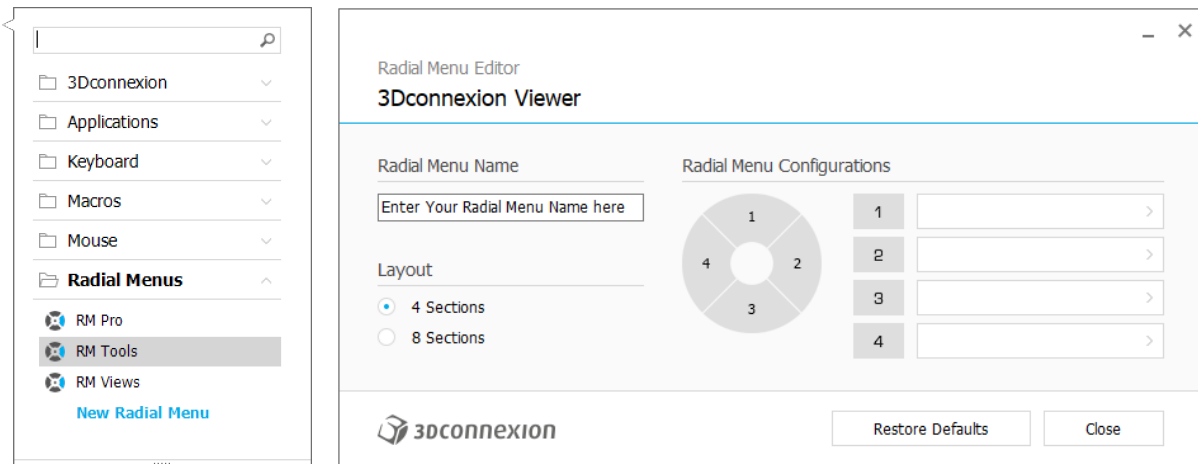 3Dconnexion
Applications
Keyboard
Macros
Mouse
Radial Menus
RM Pro
RM Tools
RM Views
New Radial Menu
Radial Menu Editor
3Dconnexion Viewer
Radial Menu Name
Enter Your Radial Menu Name here
Layout
4 Sections
8 Sections
Radial Menu Configurations
1
2
3
4
1
2
3
4
3Dconnexion
Restore Defaults
Close